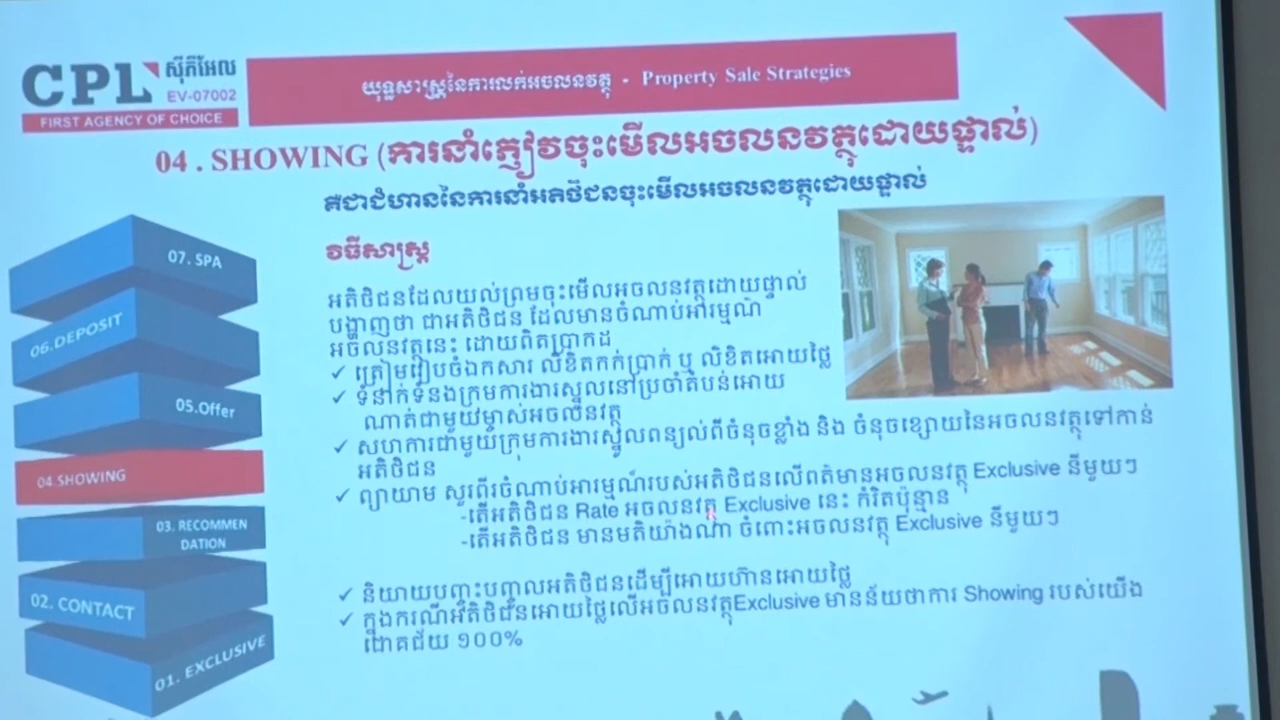 CPL ស៊ីភីអែល
EV-07002
FIRST AGENCY OF CHOICE
យុទ្ធសាស្ត្រនៃការលក់អចលនវត្ថុ - Property Sale Strategies
04 . SHOWING (ការនាំភ្ញៀវចុះមើលអចលនវត្ថុដោយផ្ទាល់)
គឺជាជំហាននៃការនាំអតិថិជនចុះមើលអចលនវត្ថុដោយផ្ទាល់
វិធីសាស្ត្រ
អតិថិជនដែលយល់ព្រមចុះមើលអចលនវត្ថុដោយផ្ទាល់
បង្ហាញថា ជាអតិថិជន ដែលមានចំណាប់អារម្មណ៍
អចលនវត្ថុនេះ ដោយពិតប្រាកដ
✓ ត្រៀមរៀបចំឯកសារ លិខិតកក់ប្រាក់ ឬ លិខិតអោយថ្លៃ
✓ ទំនាក់ទំនងក្រុមការងារស្នូលនៅប្រចាំតំបន់អោយ
ណាត់ជាមួយម្ចាស់អចលនវត្ថុ
✓ សហការជាមួយក្រុមការងារស្នូលពន្យល់ពីចំនុចខ្លាំង និង ចំនុចខ្សោយនៃអចលនវត្ថុទៅកាន់
អតិថិជន
✓ ព្យាយាម សួរពីរចំណាប់អារម្មណ៍របស់អតិថិជនលើពត៌មានអចលនវត្ថុ Exclusive នីមួយៗ
-តើអតិថិជន Rate អចលនវត្ថុ Exclusive នេះ កំរិតប៉ុន្មាន
-តើអតិថិជន មានមតិយ៉ាងណា ចំពោះអចលនវត្ថុ Exclusive នីមួយៗ
✓ និយាយបញ្ចុះបញ្ចូលអតិថិជនដើម្បីអោយហ៊ានអោយថ្លៃ
✓ ក្នុងករណីអតិថិជនអោយថ្លៃលើអចលនវត្ថុExclusive មានន័យថាការ Showing របស់យើង
ជោគជ័យ ១០០%
07. SPA
06.DEPOSIT
05.Offer
04.SHOWING
03. RECOMMEN
DATION
02. CONTACT
01. EXCLUSIVE